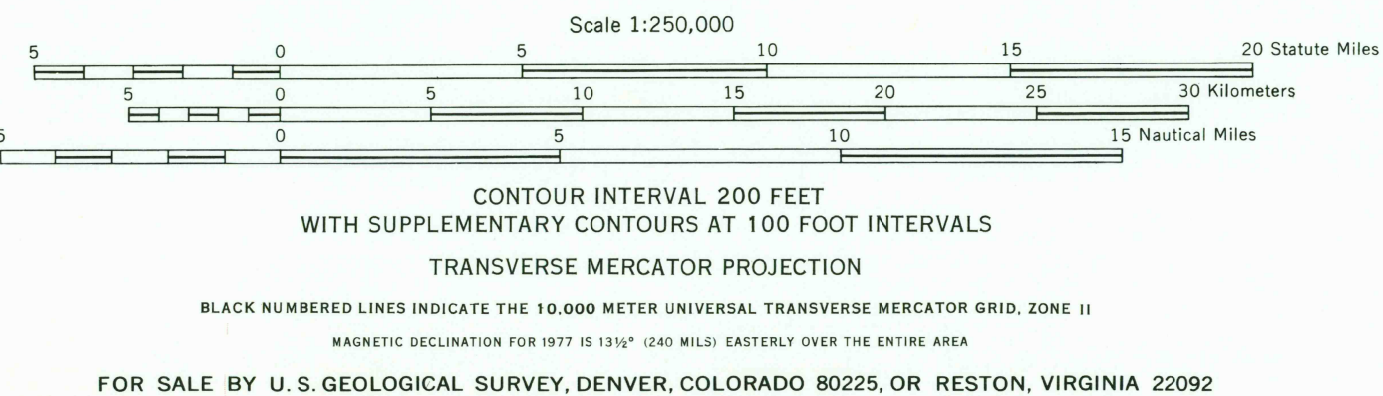 Scale 1:250,000
5 0 5 10 15 20 Statute Miles
5 0 5 10 15 20 25 30 Kilometers
5 0 5 10 15 Nautical Miles
CONTOUR INTERVAL 200 FEET
WITH SUPPLEMENTARY CONTOURS AT 100 FOOT INTERVALS
TRANSVERSE MERCATOR PROJECTION
BLACK NUMBERED LINES INDICATE THE 10,000 METER UNIVERSAL TRANSVERSE MERCATOR GRID, ZONE 11
MAGNETIC DECLINATION FOR 1977 IS 13½° (240 MILS) EASTERLY OVER THE ENTIRE AREA
FOR SALE BY U. S. GEOLOGICAL SURVEY, DENVER, COLORADO 80225, OR RESTON, VIRGINIA 22092